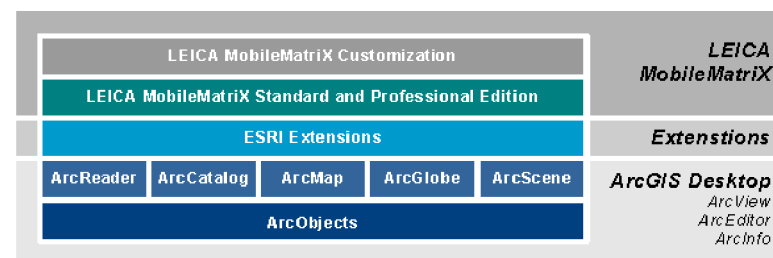 LEICA MobileMatriX Customization
LEICA MobileMatriX Standard and Professional Edition
LEICA
MobileMatriX
ESRI Extensions
Extenstions
ArcReader ArcCatalog ArcMap ArcGlobe ArcScene
ArcObjects
ArcGIS Desktop
ArcView
ArcEditor
ArcInfo